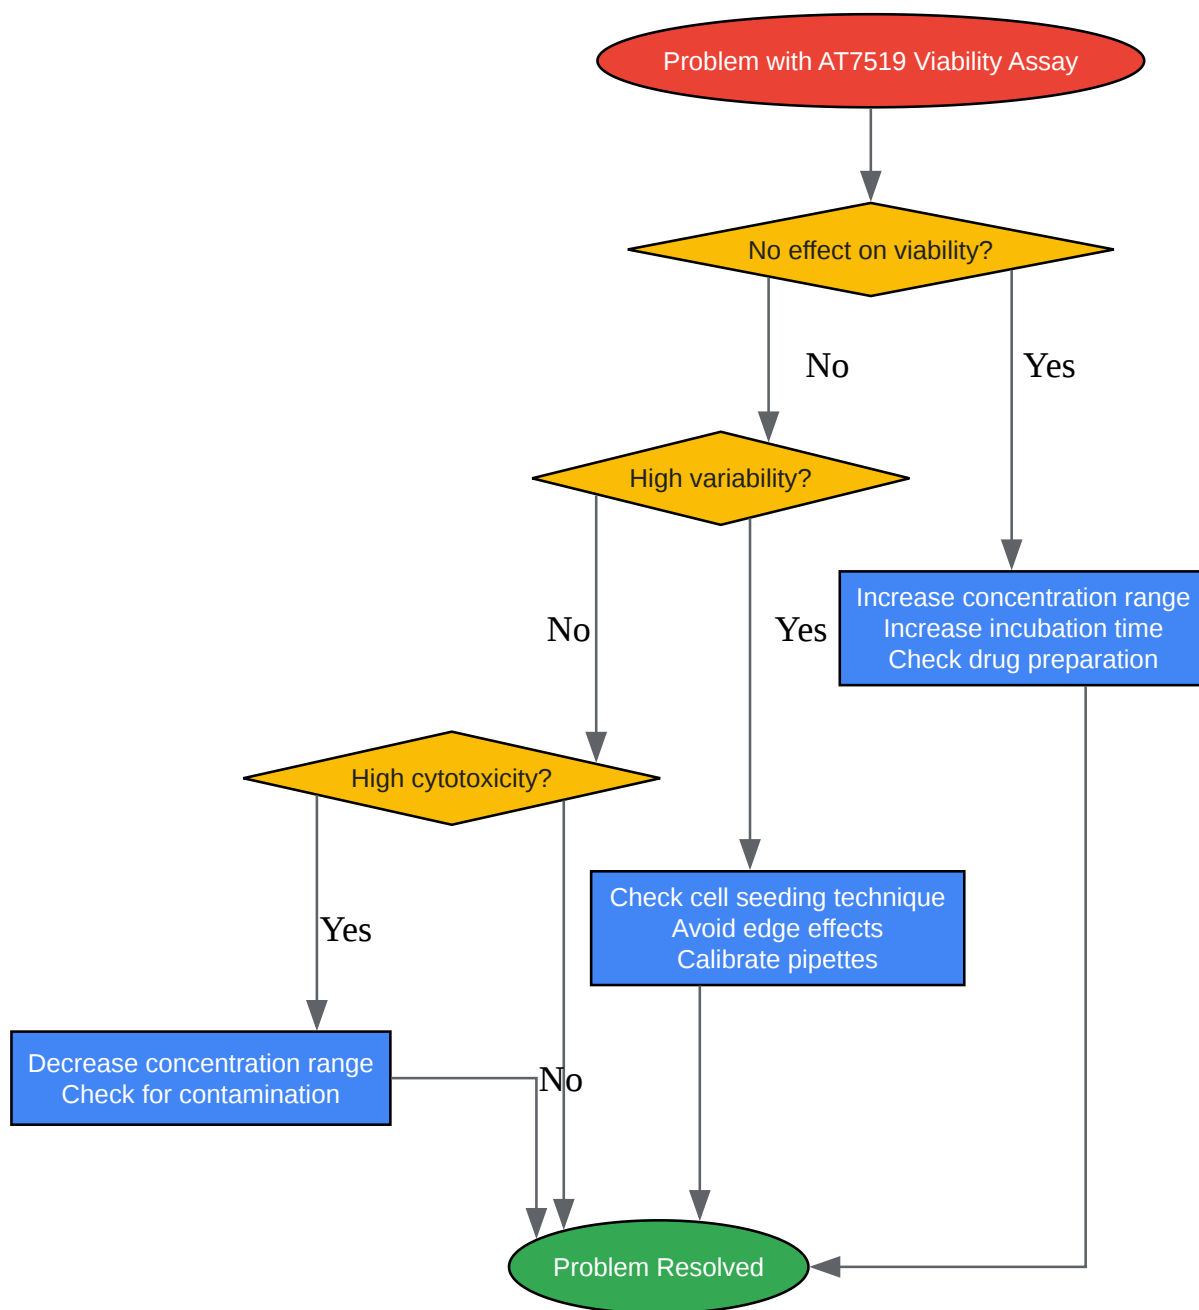 Problem with AT7519 Viability Assay
No effect on viability?
No
Yes
High variability?
Increase concentration range
Increase incubation time
Check drug preparation
No
Yes
High cytotoxicity?
Check cell seeding technique
Avoid edge effects
Calibrate pipettes
Yes
Decrease concentration range
Check for contamination
No
Problem Resolved